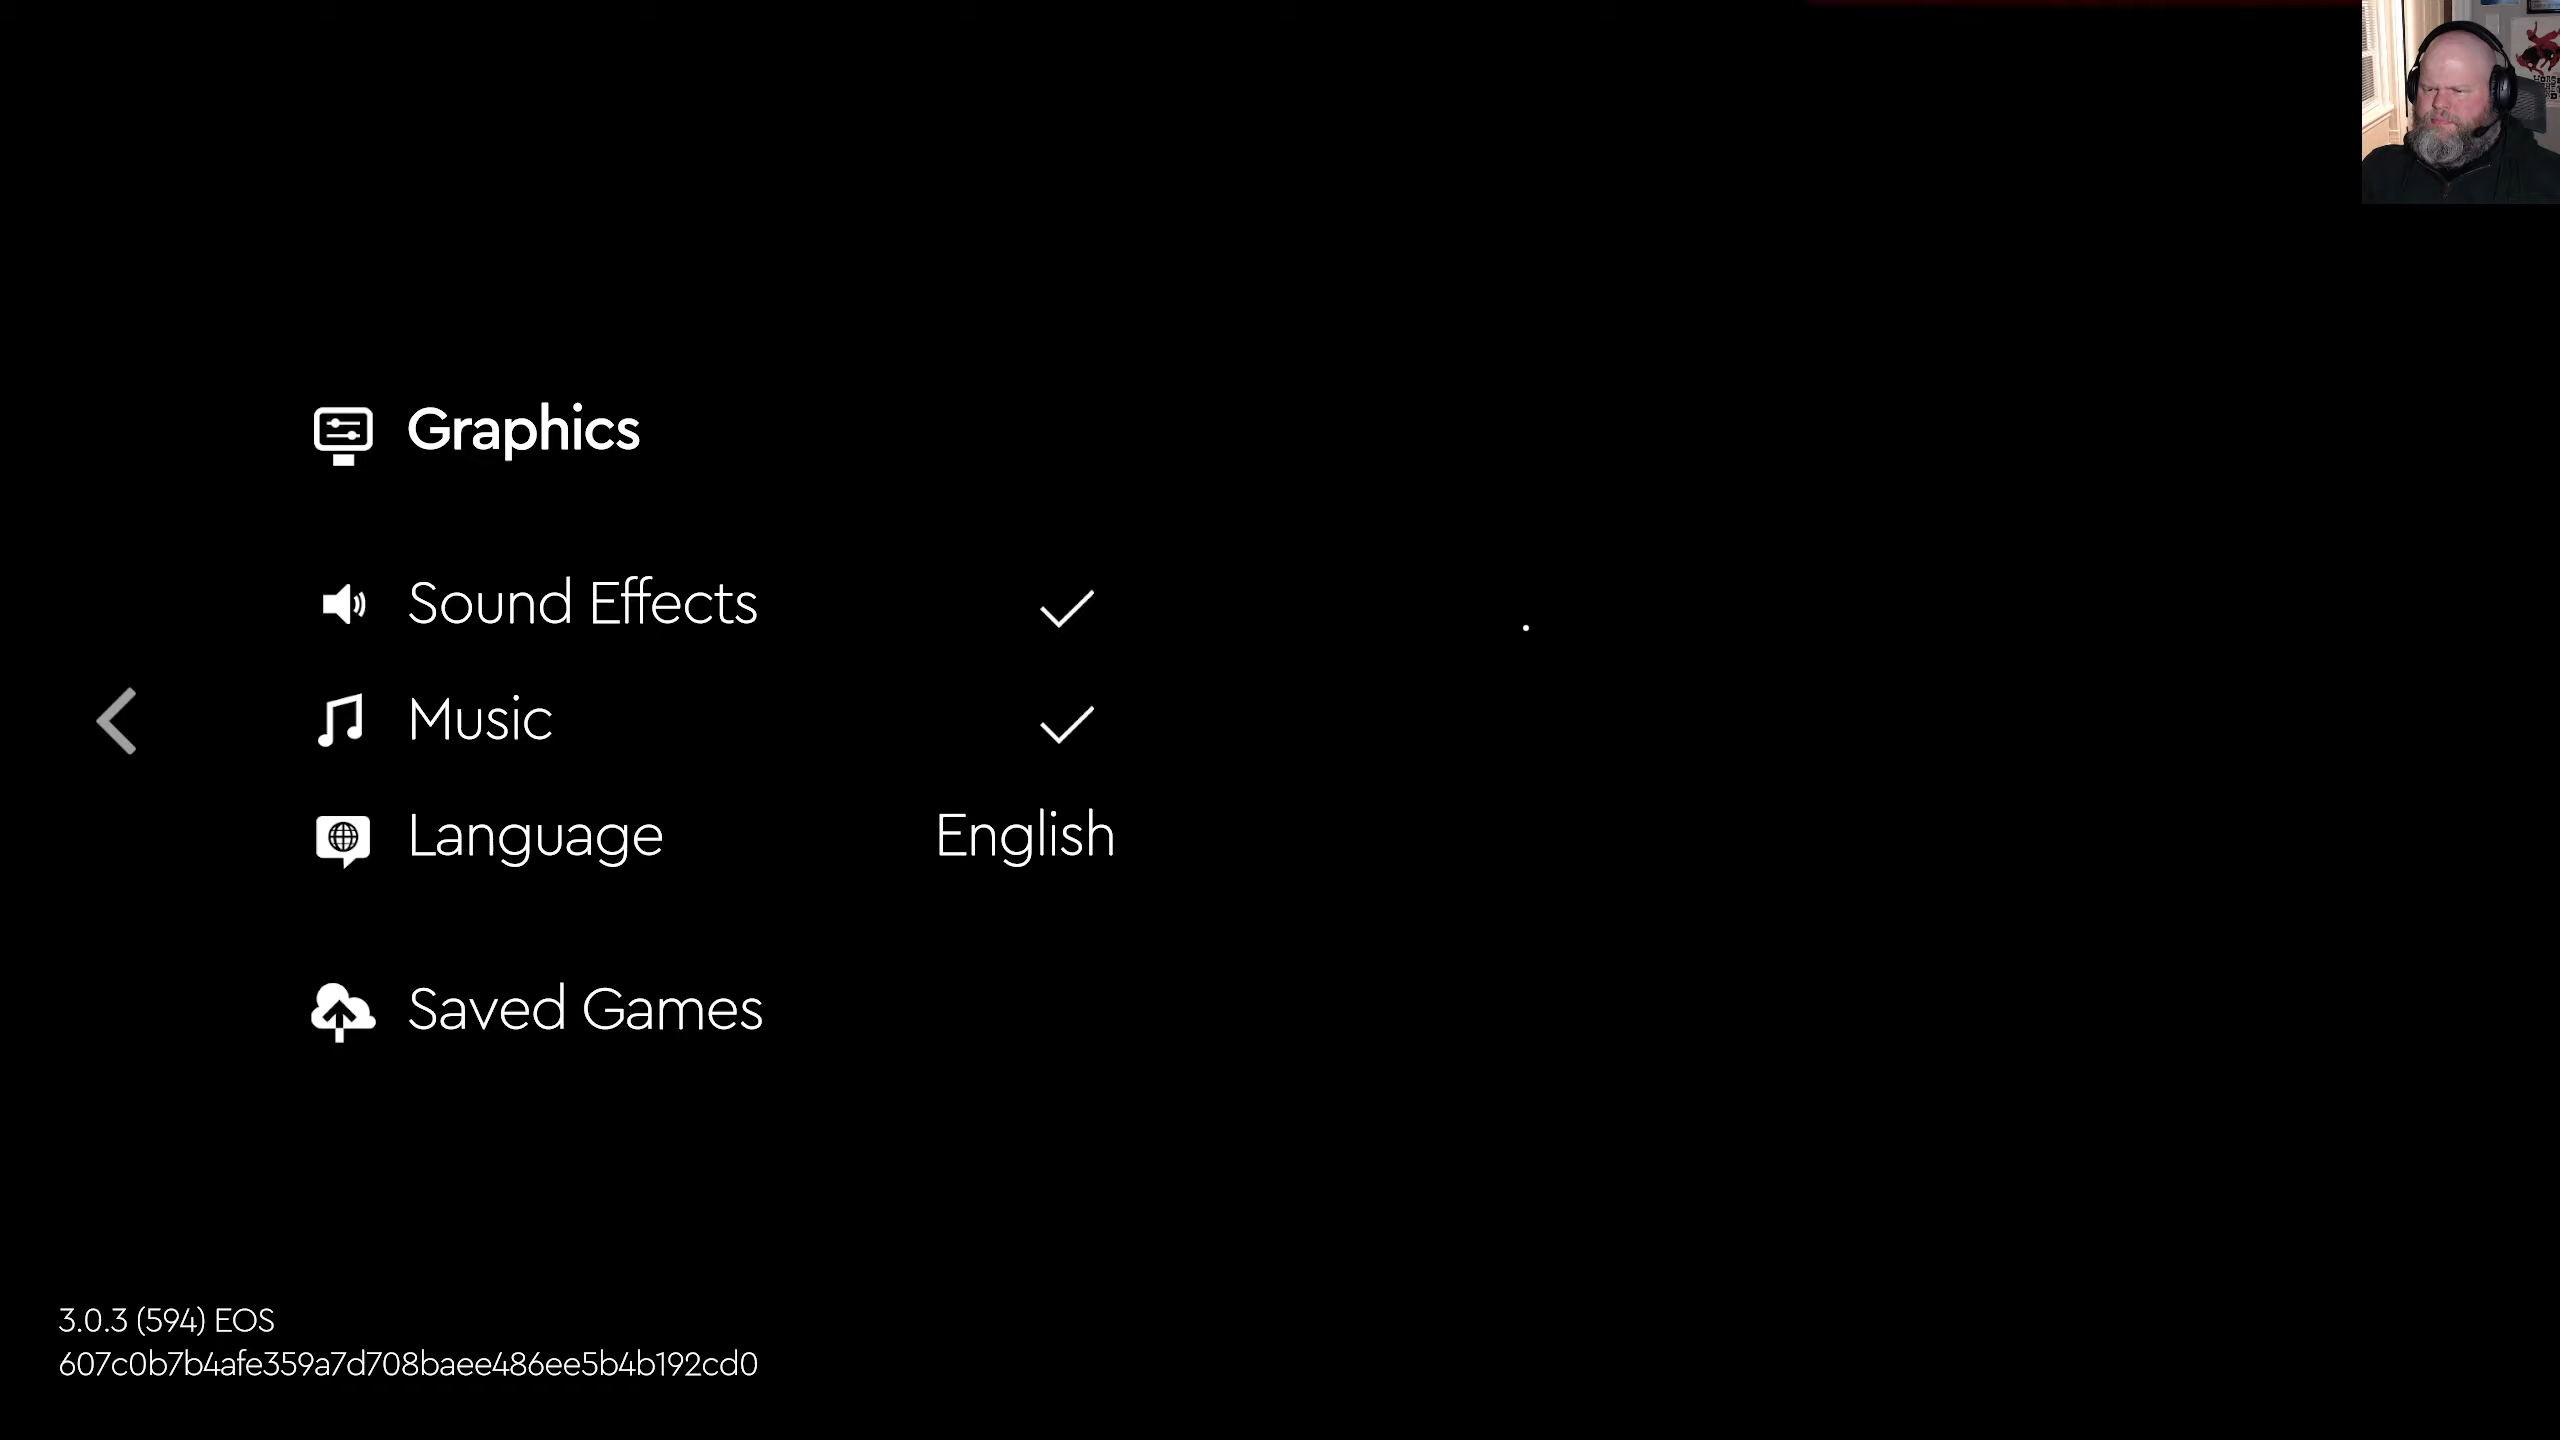 Graphics
Sound Effects
Music
Language English
Saved Games
3.0.3 (594) EOS
607c0b7b4afe359a7d708baee486ee5b4b192cd0